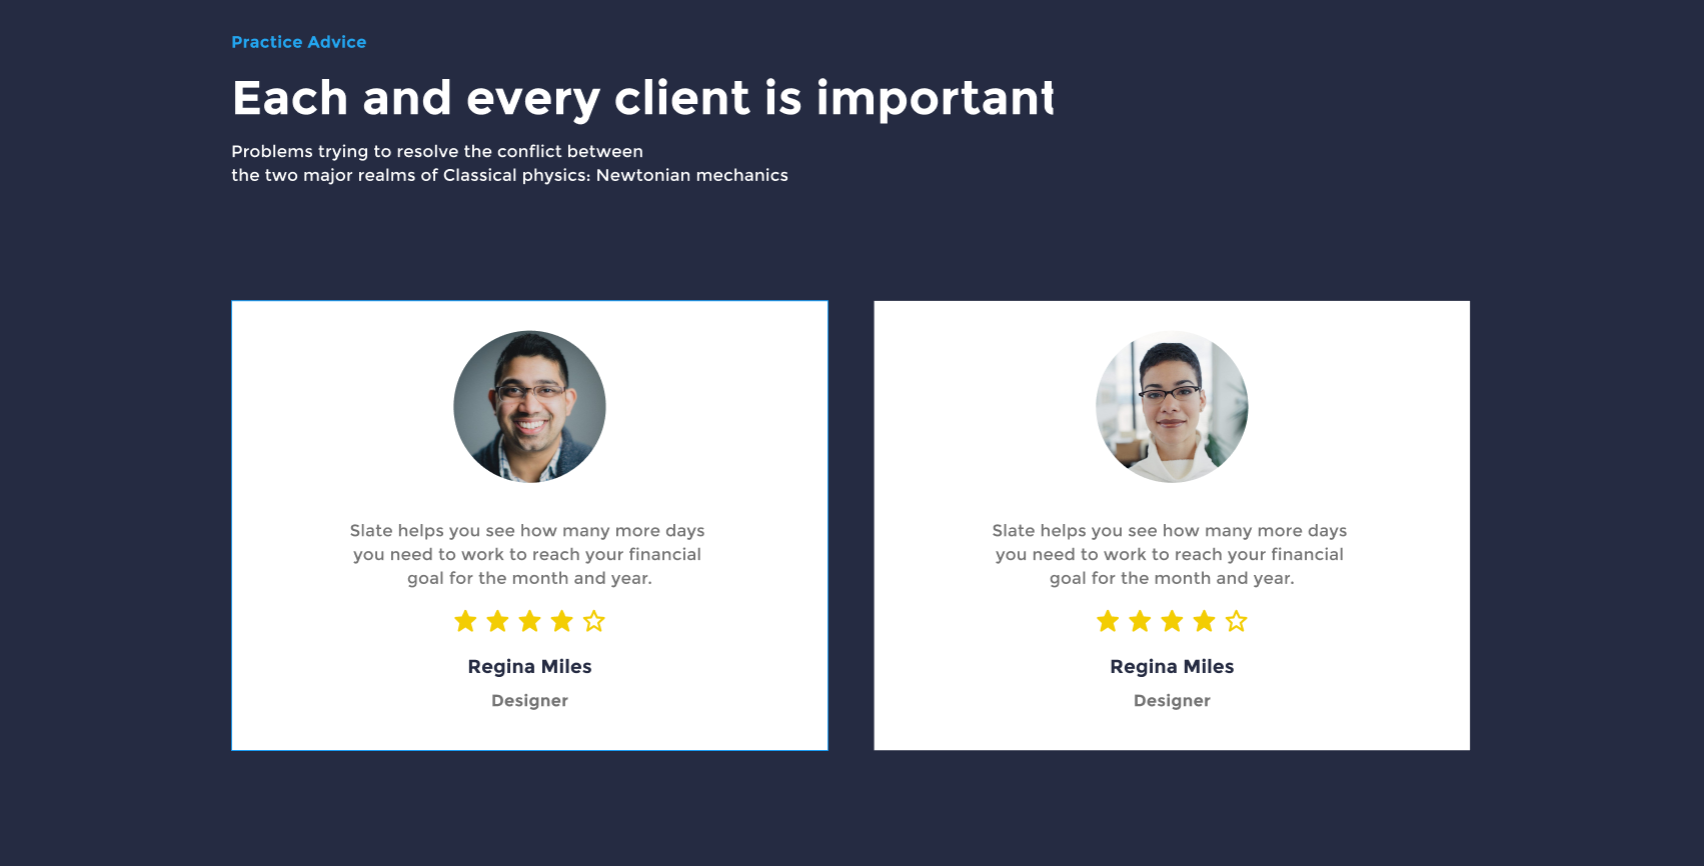 Practice Advice
Each and every client is important
Problems trying to resolve the conflict between
the two major realms of Classical physics: Newtonian mechanics
Slate helps you see how many more days
you need to work to reach your financial
goal for the month and year.
Regina Miles
Designer
Slate helps you see how many more days
you need to work to reach your financial
goal for the month and year.
Regina Miles
Designer